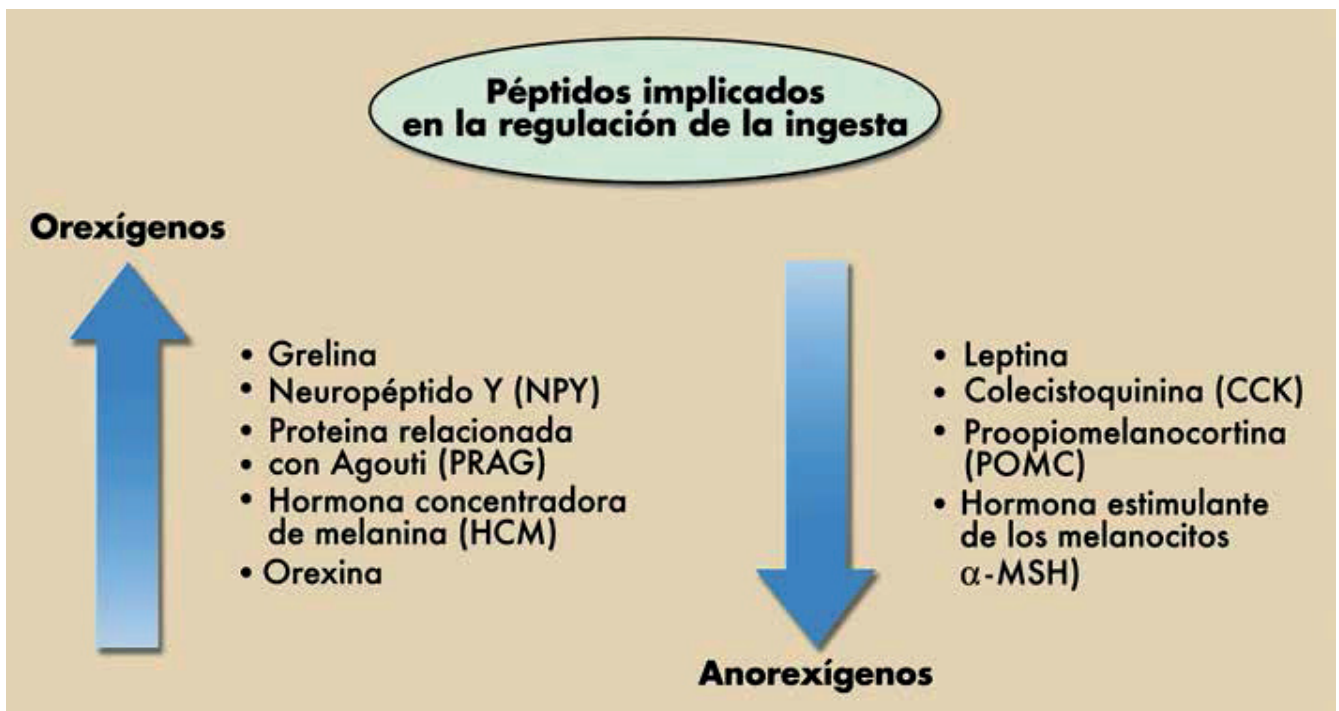 Péptidos implicados
en la regulación de la ingesta
Orexígenos
• Grelina
• Neuropéptido Y (NPY)
• Proteina relacionada
• con Agouti (PRAG)
• Hormona concentradora
de melanina (HCM)
• Orexina
• Leptina
• Colecistoquinina (CCK)
• Proopiomelanocortina
(POMC)
• Hormona estimulante
de los melanocitos
α-MSH)
Anorexígenos